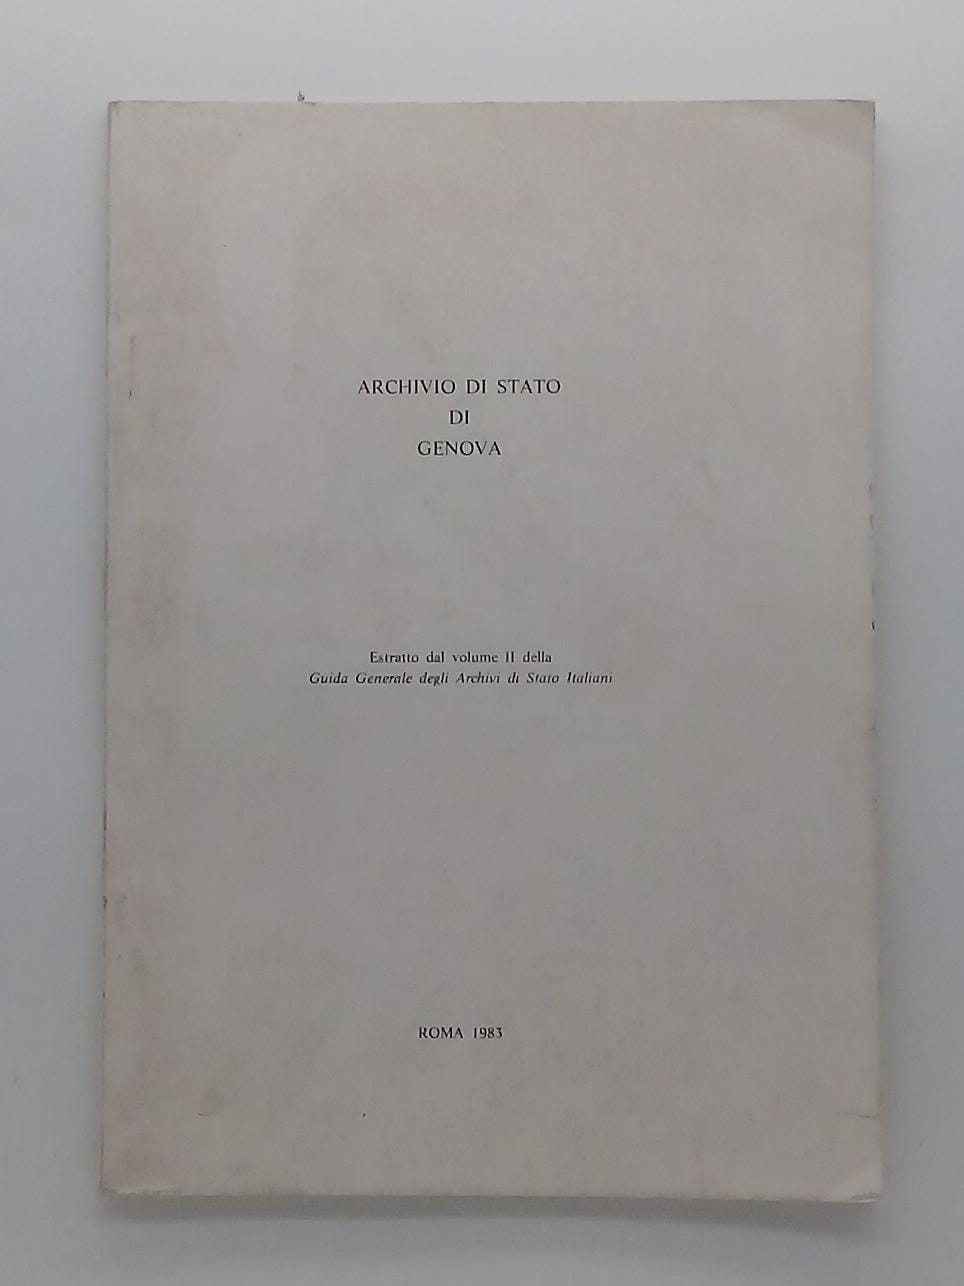 ARCHIVIO DI STATO
DI
GENOVA
Estratto dal volume II della
Guida Generale degli Archivi di Stato Italiani
ROMA 1983